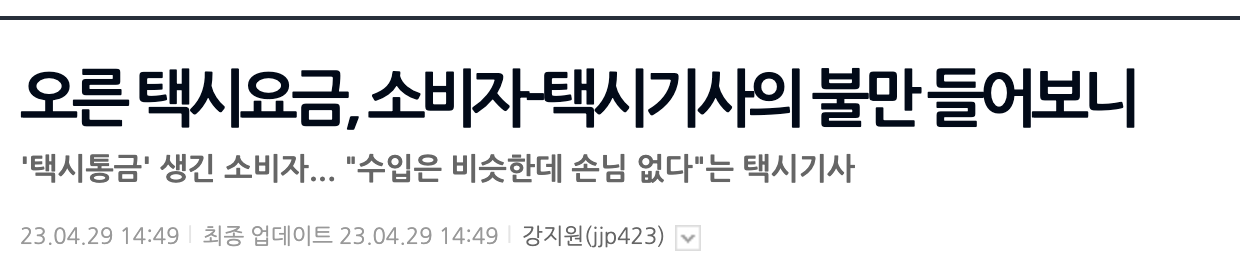 오른 택시요금, 소비자-택시기사의 불만 들어보니
'택시통금' 생긴 소비자... "수입은 비슷한데 손님 없다"는 택시기사
23.04.29 14:49 | 최종 업데이트 23.04.29 14:49 | 강지원(jjp423)